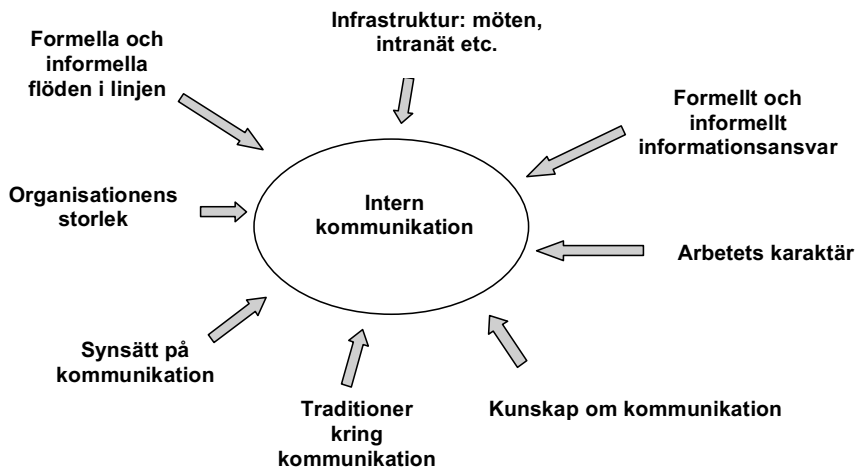 Infrastruktur: möten,
intranät etc.
Formella och
informella
flöden i linjen
Formellt och
informellt
informationsansvar
Organisationens
storlek
Intern
kommunikation
Arbetets karaktär
Synsätt på
kommunikation
Traditioner
kring
kommunikation
Kunskap om kommunikation